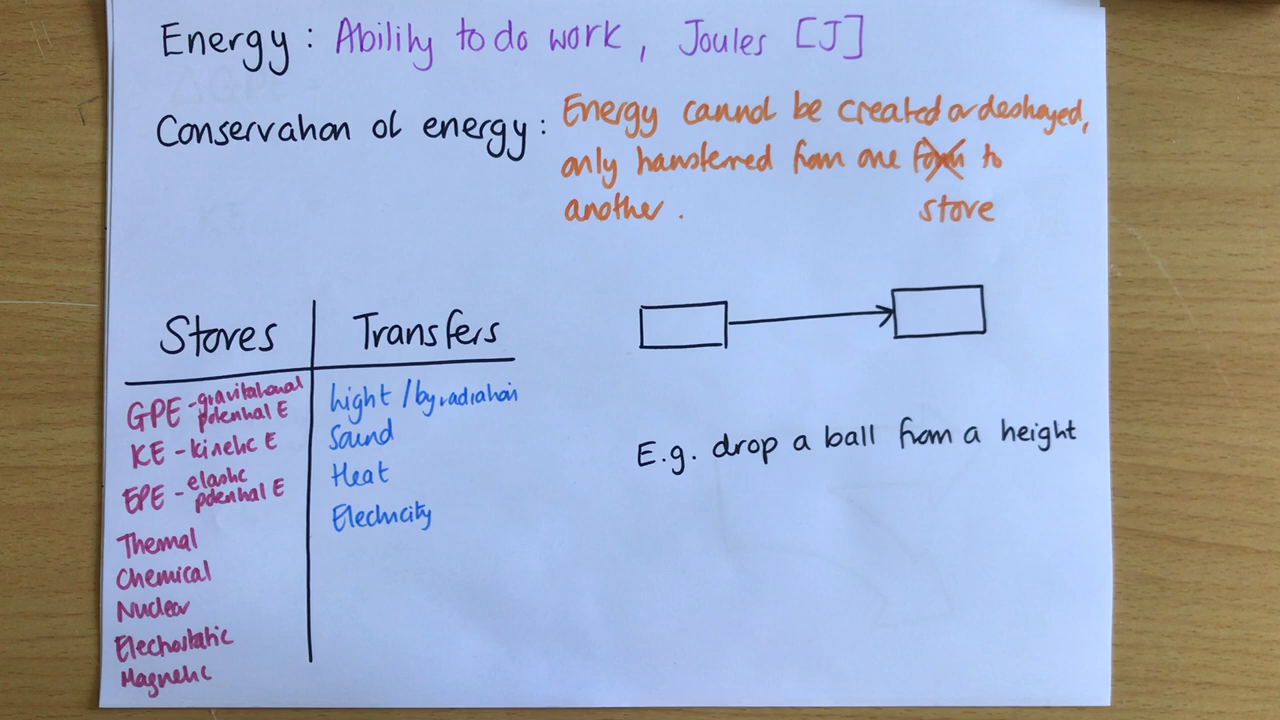 Energy: Ability to do work, Joules [J]
Conservation of energy: Energy cannot be created or destroyed,
only transferred from one form to
another. store
Stores Transfers
GPE - gravitational
potential E
KE - kinetic E
EPE - elastic
potential E
Thermal
Chemical
Nuclear
Electrostatic
Magnetic
Light / by radiation
Sound
Heat
Electricity
E.g. drop a ball from a height